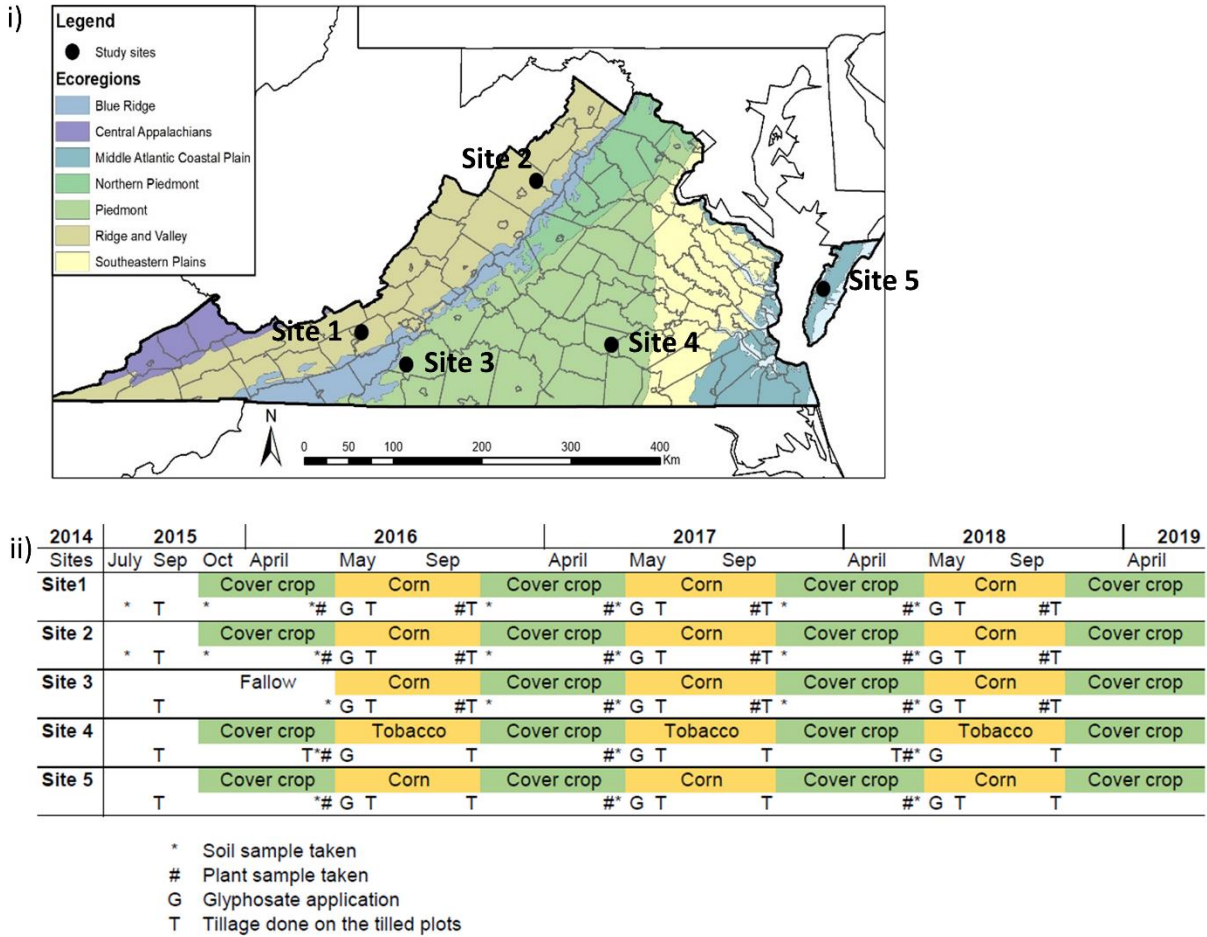 i)
Legend
Study sites
Ecoregions
Blue Ridge
Central Appalachians
Middle Atlantic Coastal Plain
Northern Piedmont
Piedmont
Ridge and Valley
Southeastern Plains
Site 2
Site 5
Site 1
Site 4
Site 3
N
0 50 100 200 300 400
Km
ii)
2014 2015 2016 2017 2018 2019
Sites July Sep Oct April May Sep April May Sep April May Sep April
Site1 Cover crop Corn Cover crop Corn Cover crop Corn Cover crop
* T * *# G T #T * #* G T #T * #* G T #T
Site 2 Cover crop Corn Cover crop Corn Cover crop Corn Cover crop
* T * *# G T #T * #* G T #T * #* G T #T
Site 3 Fallow Corn Cover crop Corn Cover crop Corn Cover crop
T * G T #T * #* G T #T * #* G T #T
Site 4 Cover crop Tobacco Cover crop Tobacco Cover crop Tobacco Cover crop
T T*# G T #* G T T T#* G T
Site 5 Cover crop Corn Cover crop Corn Cover crop Corn Cover crop
T *# G T T #* G T T #* G T T
* Soil sample taken
# Plant sample taken
G Glyphosate application
T Tillage done on the tilled plots